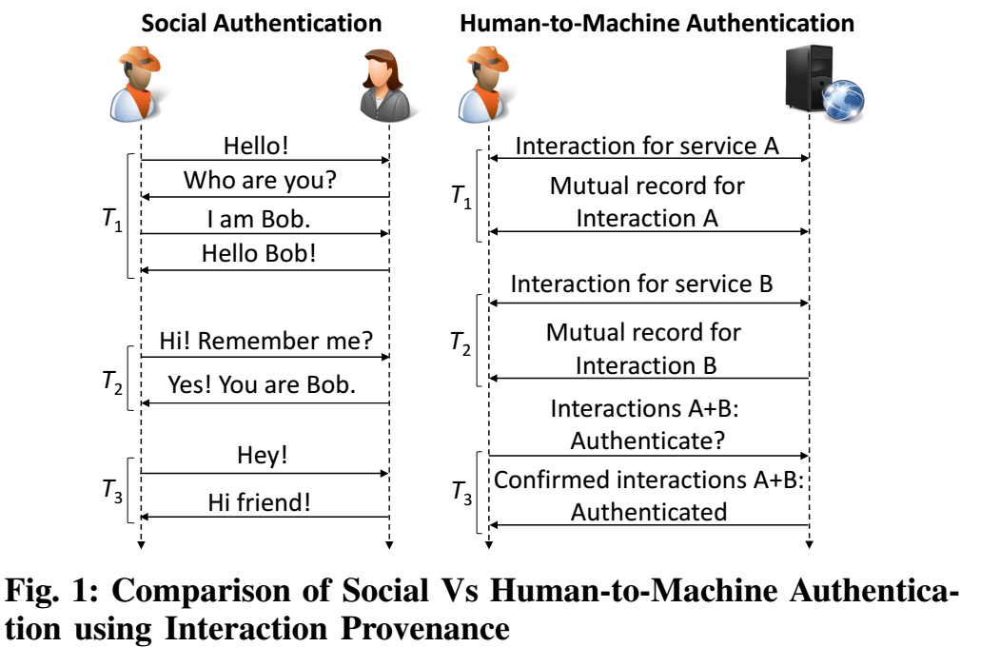 Social Authentication
Hello!
Who are you?
T1
I am Bob.
Hello Bob!
Hi! Remember me?
T2
Yes! You are Bob.
Hey!
T3
Hi friend!
Human-to-Machine Authentication
Interaction for service A
T1
Mutual record for
Interaction A
Interaction for service B
T2
Mutual record for
Interaction B
Interactions A+B:
Authenticate?
T3
Confirmed interactions A+B:
Authenticated
Fig. 1: Comparison of Social Vs Human-to-Machine Authentica-
tion using Interaction Provenance